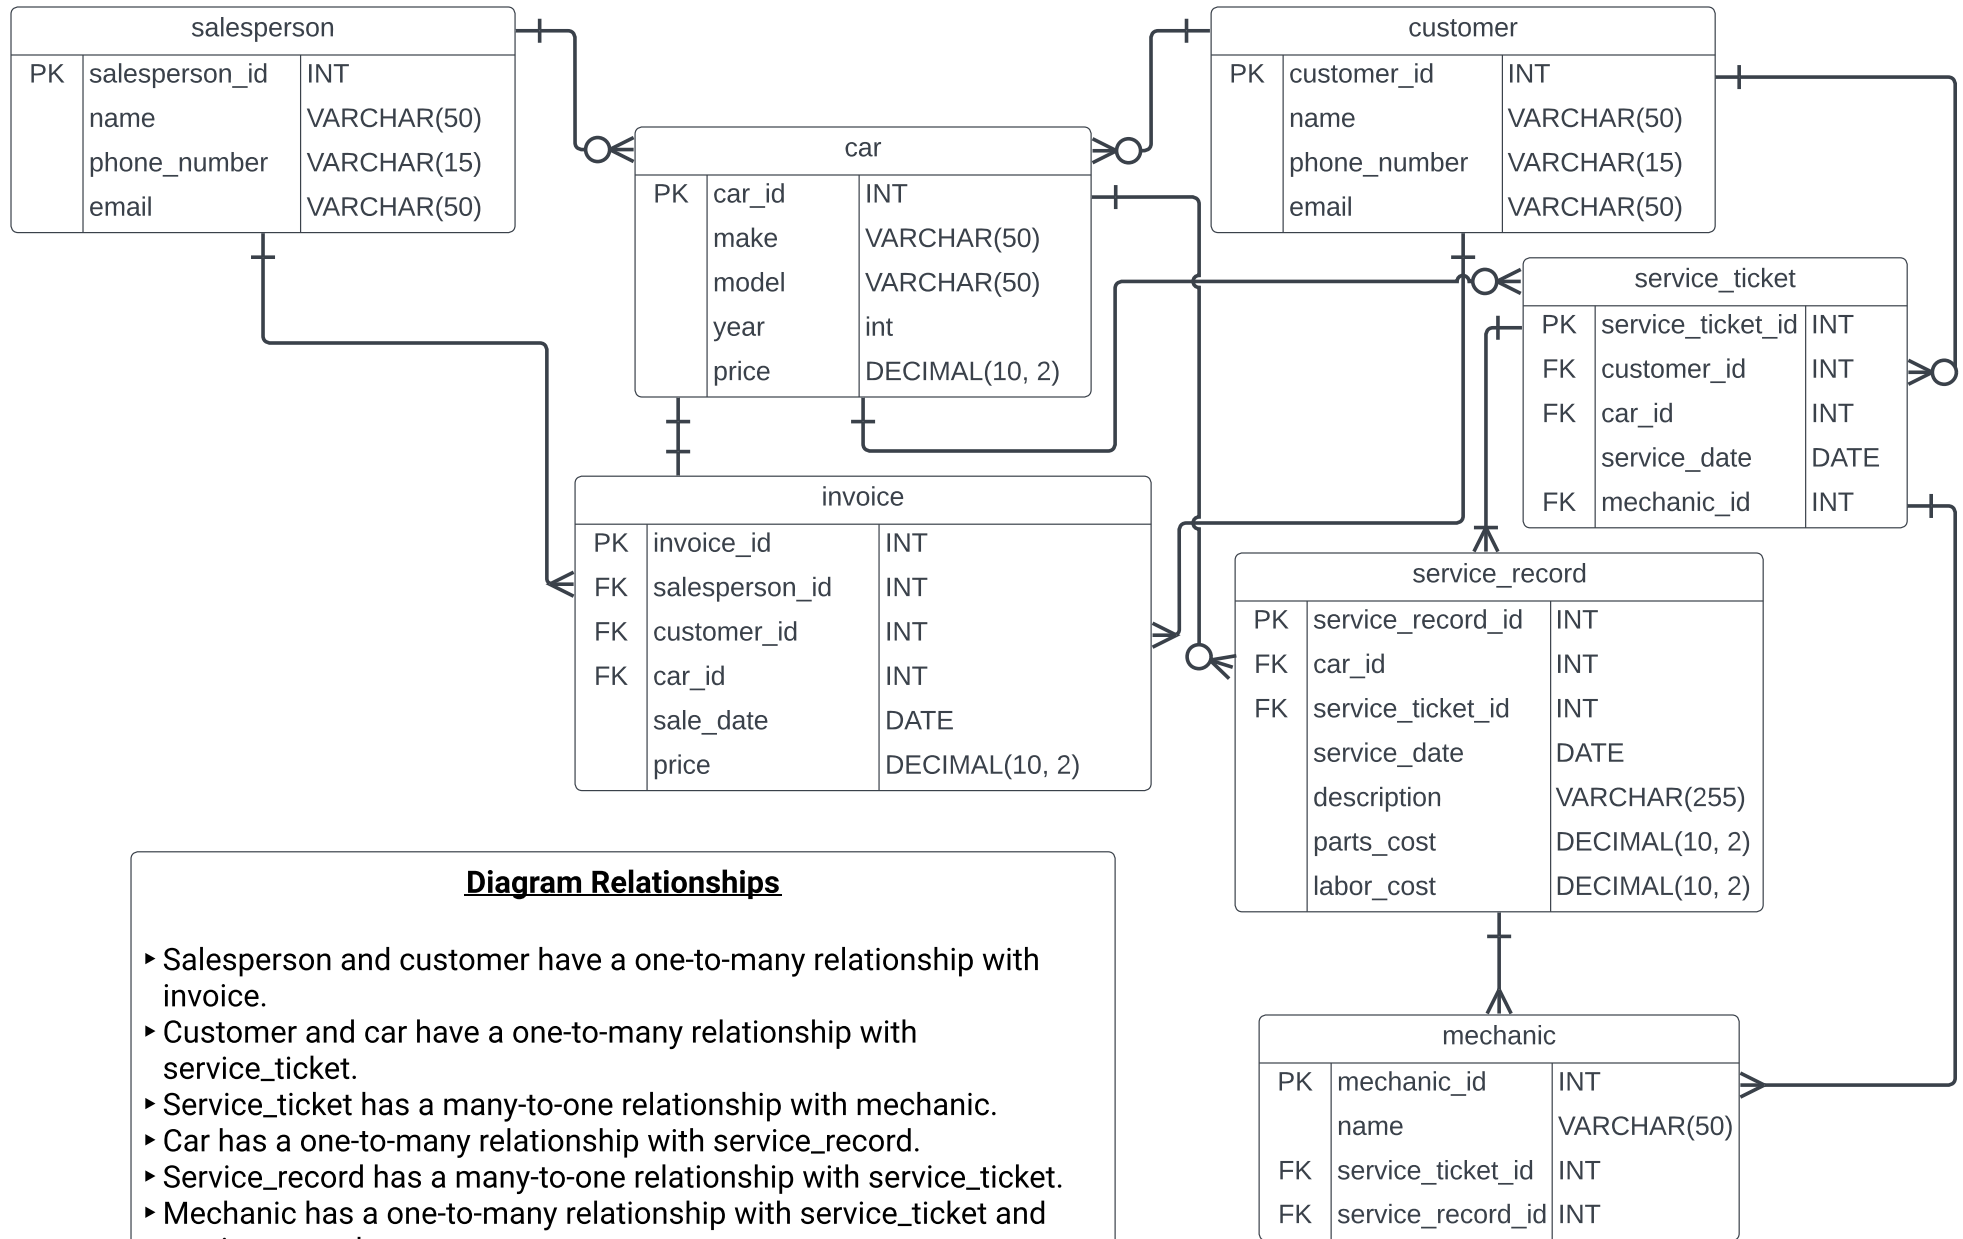 salesperson
PK salesperson_id INT
name VARCHAR(50)
phone_number VARCHAR(15)
email VARCHAR(50)
car
PK car_id INT
make VARCHAR(50)
model VARCHAR(50)
year int
price DECIMAL(10, 2)
customer
PK customer_id INT
name VARCHAR(50)
phone_number VARCHAR(15)
email VARCHAR(50)
service_ticket
PK service_ticket_id INT
FK customer_id INT
FK car_id INT
service_date DATE
FK mechanic_id INT
invoice
PK invoice_id INT
FK salesperson_id INT
FK customer_id INT
FK car_id INT
sale_date DATE
price DECIMAL(10, 2)
service_record
PK service_record_id INT
FK car_id INT
FK service_ticket_id INT
service_date DATE
description VARCHAR(255)
parts_cost DECIMAL(10, 2)
labor_cost DECIMAL(10, 2)
mechanic
PK mechanic_id INT
name VARCHAR(50)
FK service_ticket_id INT
FK service_record_id INT
Diagram Relationships
‣ Salesperson and customer have a one-to-many relationship with
invoice.
‣ Customer and car have a one-to-many relationship with
service_ticket.
‣ Service_ticket has a many-to-one relationship with mechanic.
‣ Car has a one-to-many relationship with service_record.
‣ Service_record has a many-to-one relationship with service_ticket.
‣ Mechanic has a one-to-many relationship with service_ticket and